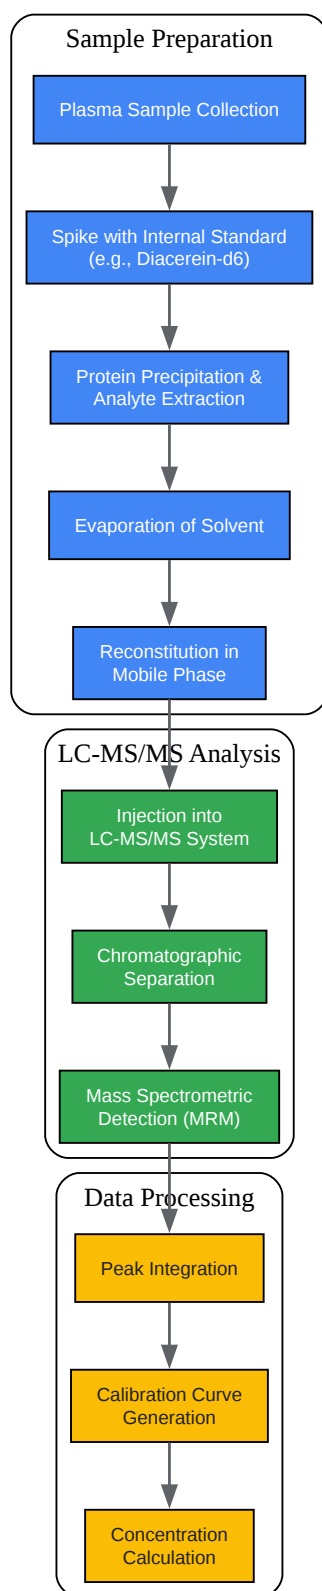 Sample Preparation
Plasma Sample Collection
Spike with Internal Standard
(e.g., Diacerein-d6)
Protein Precipitation &
Analyte Extraction
Evaporation of Solvent
Reconstitution in
Mobile Phase
LC-MS/MS Analysis
Injection into
LC-MS/MS System
Chromatographic
Separation
Mass Spectrometric
Detection (MRM)
Data Processing
Peak Integration
Calibration Curve
Generation
Concentration
Calculation